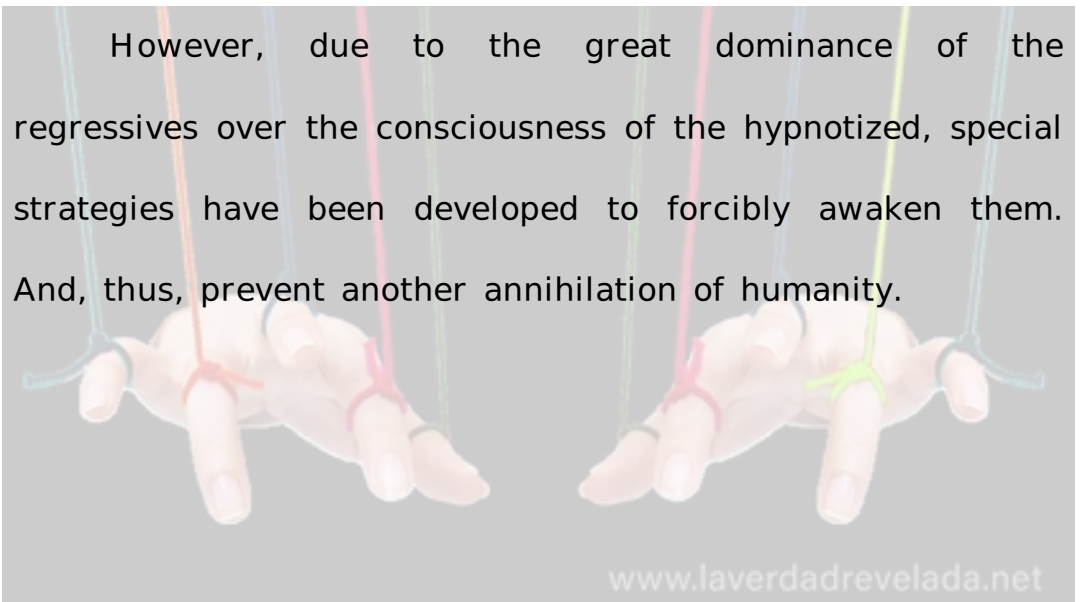 However, due to the great dominance of the
regressives over the consciousness of the hypnotized, special
strategies have been developed to forcibly awaken them.
And, thus, prevent another annihilation of humanity.
www.laverdadrevelada.net